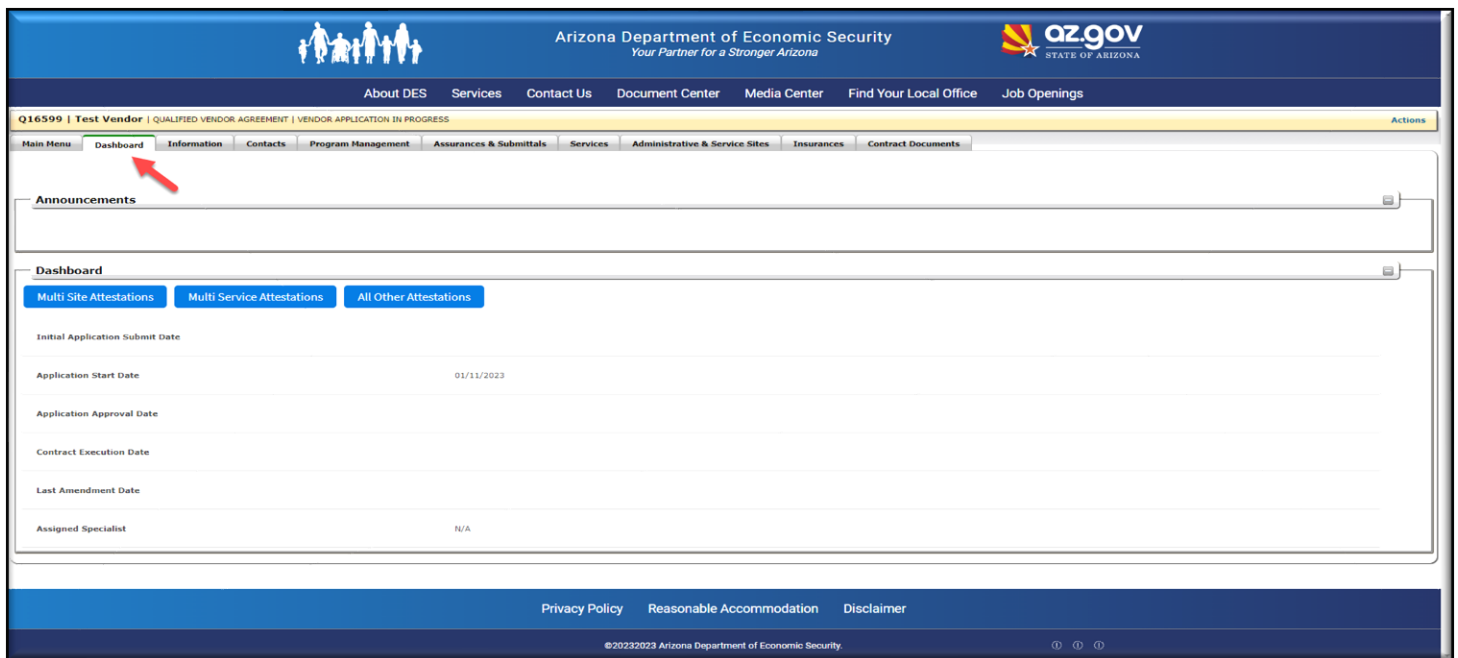 Arizona Department of Economic Security
Your Partner for a Stronger Arizona
az.gov
STATE OF ARIZONA
About DES Services Contact Us Document Center Media Center Find Your Local Office Job Openings
Q16599 | Test Vendor | QUALIFIED VENDOR AGREEMENT | VENDOR APPLICATION IN PROGRESS Actions
Main Menu Dashboard Information Contacts Program Management Assurances & Submittals Services Administrative & Service Sites Insurances Contract Documents
Announcements
Dashboard
Multi Site Attestations Multi Service Attestations All Other Attestations
Initial Application Submit Date
Application Start Date 01/11/2023
Application Approval Date
Contract Execution Date
Last Amendment Date
Assigned Specialist N/A
Privacy Policy Reasonable Accommodation Disclaimer
©20232023 Arizona Department of Economic Security.